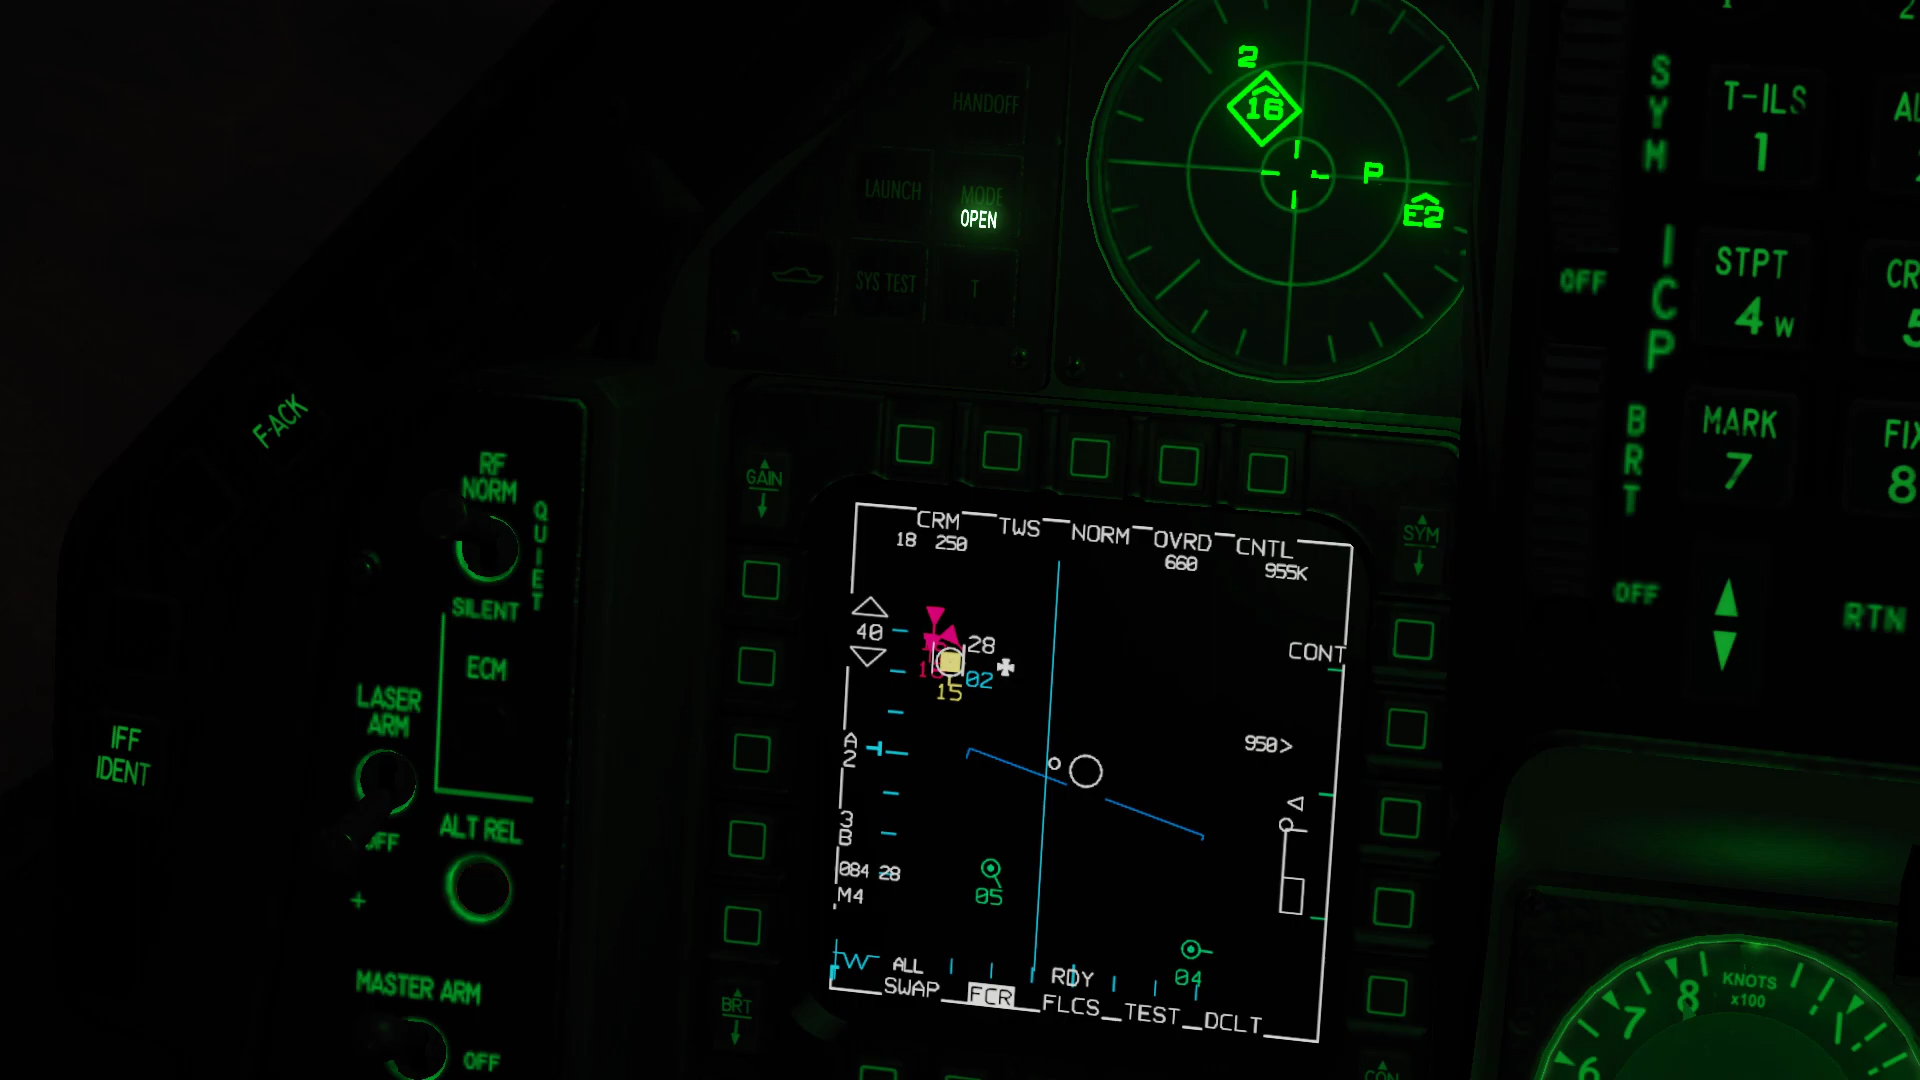 2
16
P
E2
HANDOFF
LAUNCH
MODE
OPEN
SYS TEST
T
SYM
T-ILS
1
ICP
STPT
4 W
OFF
BRT
MARK
7
FIX
8
OFF
RTN
F-ACK
RF
NORM
QUIET
SILENT
ECM
LASER
ARM
OFF
ALT REL
IFF
IDENT
MASTER ARM
OFF
GAIN
SYM
BRT
CRM TWS NORM OVRD CNTL
18 250 660 955K
40
28
02
15
CONT
A
2
950>
3
B
084 28
M4
05
04
ALL
RDY
SWAP FCR FLCS TEST DCLT
KNOTS
x100
8
7
6